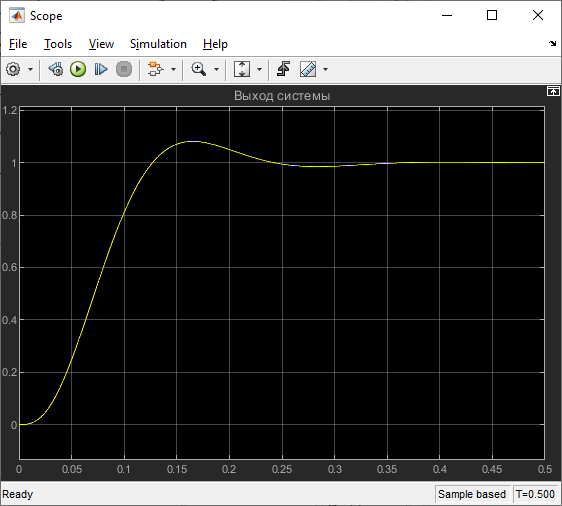 Scope
File Tools View Simulation Help
Выход системы
1.2
1
0.8
0.6
0.4
0.2
0
0 0.05 0.1 0.15 0.2 0.25 0.3 0.35 0.4 0.45 0.5
Ready Sample based T=0.500